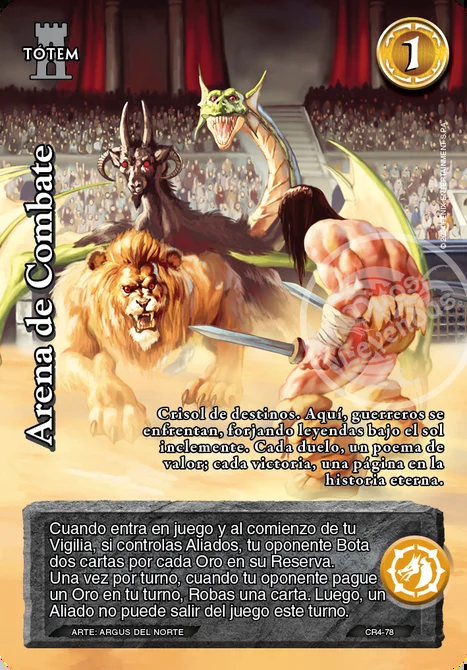 TÓTEM
1
Arena de Combate
Crisol de destinos. Aquí, guerreros se
enfrentan, forjando leyendas bajo el sol
inclemente. Cada duelo, un poema de
valor; cada victoria, una página en la
historia eterna.
Cuando entra en juego y al comienzo de tu
Vigilia, si controlas Aliados, tu oponente Bota
dos cartas por cada Oro en su Reserva.
Una vez por turno, cuando tu oponente pague
un Oro en tu turno, Robas una carta. Luego, un
Aliado no puede salir del juego este turno.
ARTE: ARGUS DEL NORTE
CR4-78